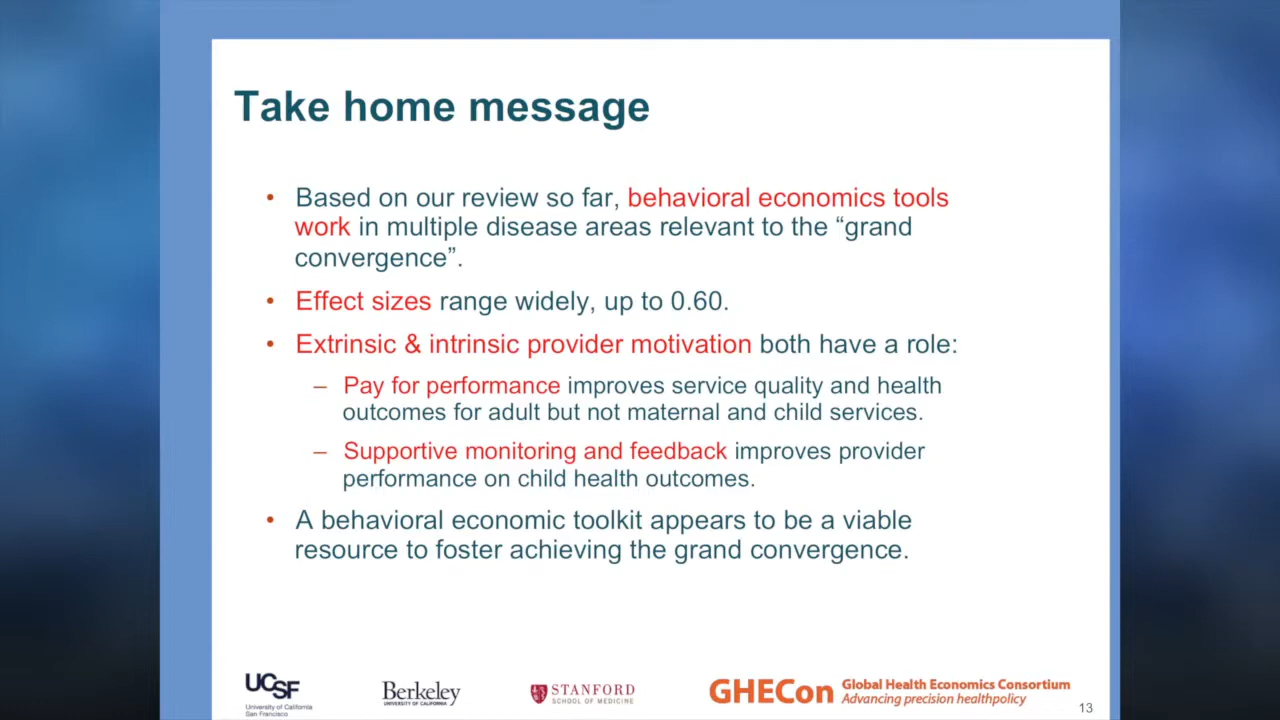 Take home message
• Based on our review so far, behavioral economics tools
work in multiple disease areas relevant to the “grand
convergence”.
• Effect sizes range widely, up to 0.60.
• Extrinsic & intrinsic provider motivation both have a role:
– Pay for performance improves service quality and health
outcomes for adult but not maternal and child services.
– Supportive monitoring and feedback improves provider
performance on child health outcomes.
• A behavioral economic toolkit appears to be a viable
resource to foster achieving the grand convergence.
UCSF
University of California
San Francisco
Berkeley
UNIVERSITY OF CALIFORNIA
STANFORD
SCHOOL OF MEDICINE
GHECon
Global Health Economics Consortium
Advancing precision healthpolicy
13